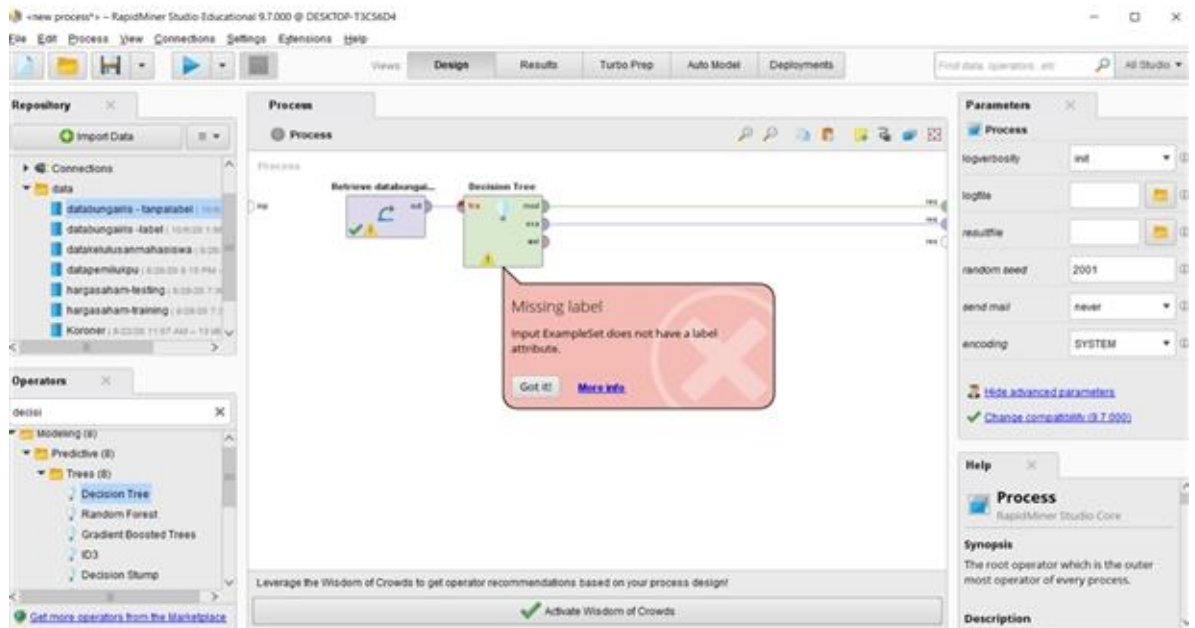 <new process*> – RapidMiner Studio Educational 9.7.000 @ DESKTOP-T3CS6D4
File Edit Process View Connections Settings Extensions Help
Views: Design Results Turbo Prep Auto Model Deployments
Find data, operators...etc All Studio
Repository
Import Data
Connections
data
databungairis - tanpalabel
databungairis -label
datakelulusanmahasiswa
datapemilukpu
hargasaham-testing
hargasaham-training
Koroner
Operators
decisi
Modeling (8)
Predictive (8)
Trees (8)
Decision Tree
Random Forest
Gradient Boosted Trees
ID3
Decision Stump
Get more operators from the Marketplace
Process
Process
Process
inp
Retrieve databungai...
out
Decision Tree
tra
mod
exa
wei
res
res
res
Missing label
Input ExampleSet does not have a label
attribute.
Got it!
More info
Leverage the Wisdom of Crowds to get operator recommendations based on your process design!
Activate Wisdom of Crowds
Parameters
Process
logverbosity init
logfile
resultfile
random seed 2001
send mail never
encoding SYSTEM
Hide advanced parameters
Change compatibility (9.7.000)
Help
Process
RapidMiner Studio Core
Synopsis
The root operator which is the outer
most operator of every process.
Description